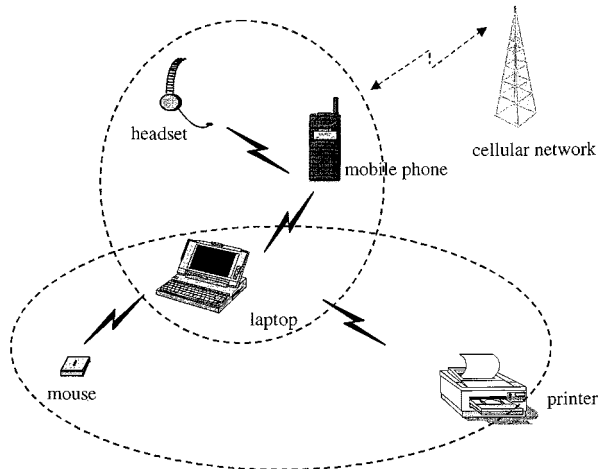 headset
cellular network
mobile phone
laptop
mouse
printer